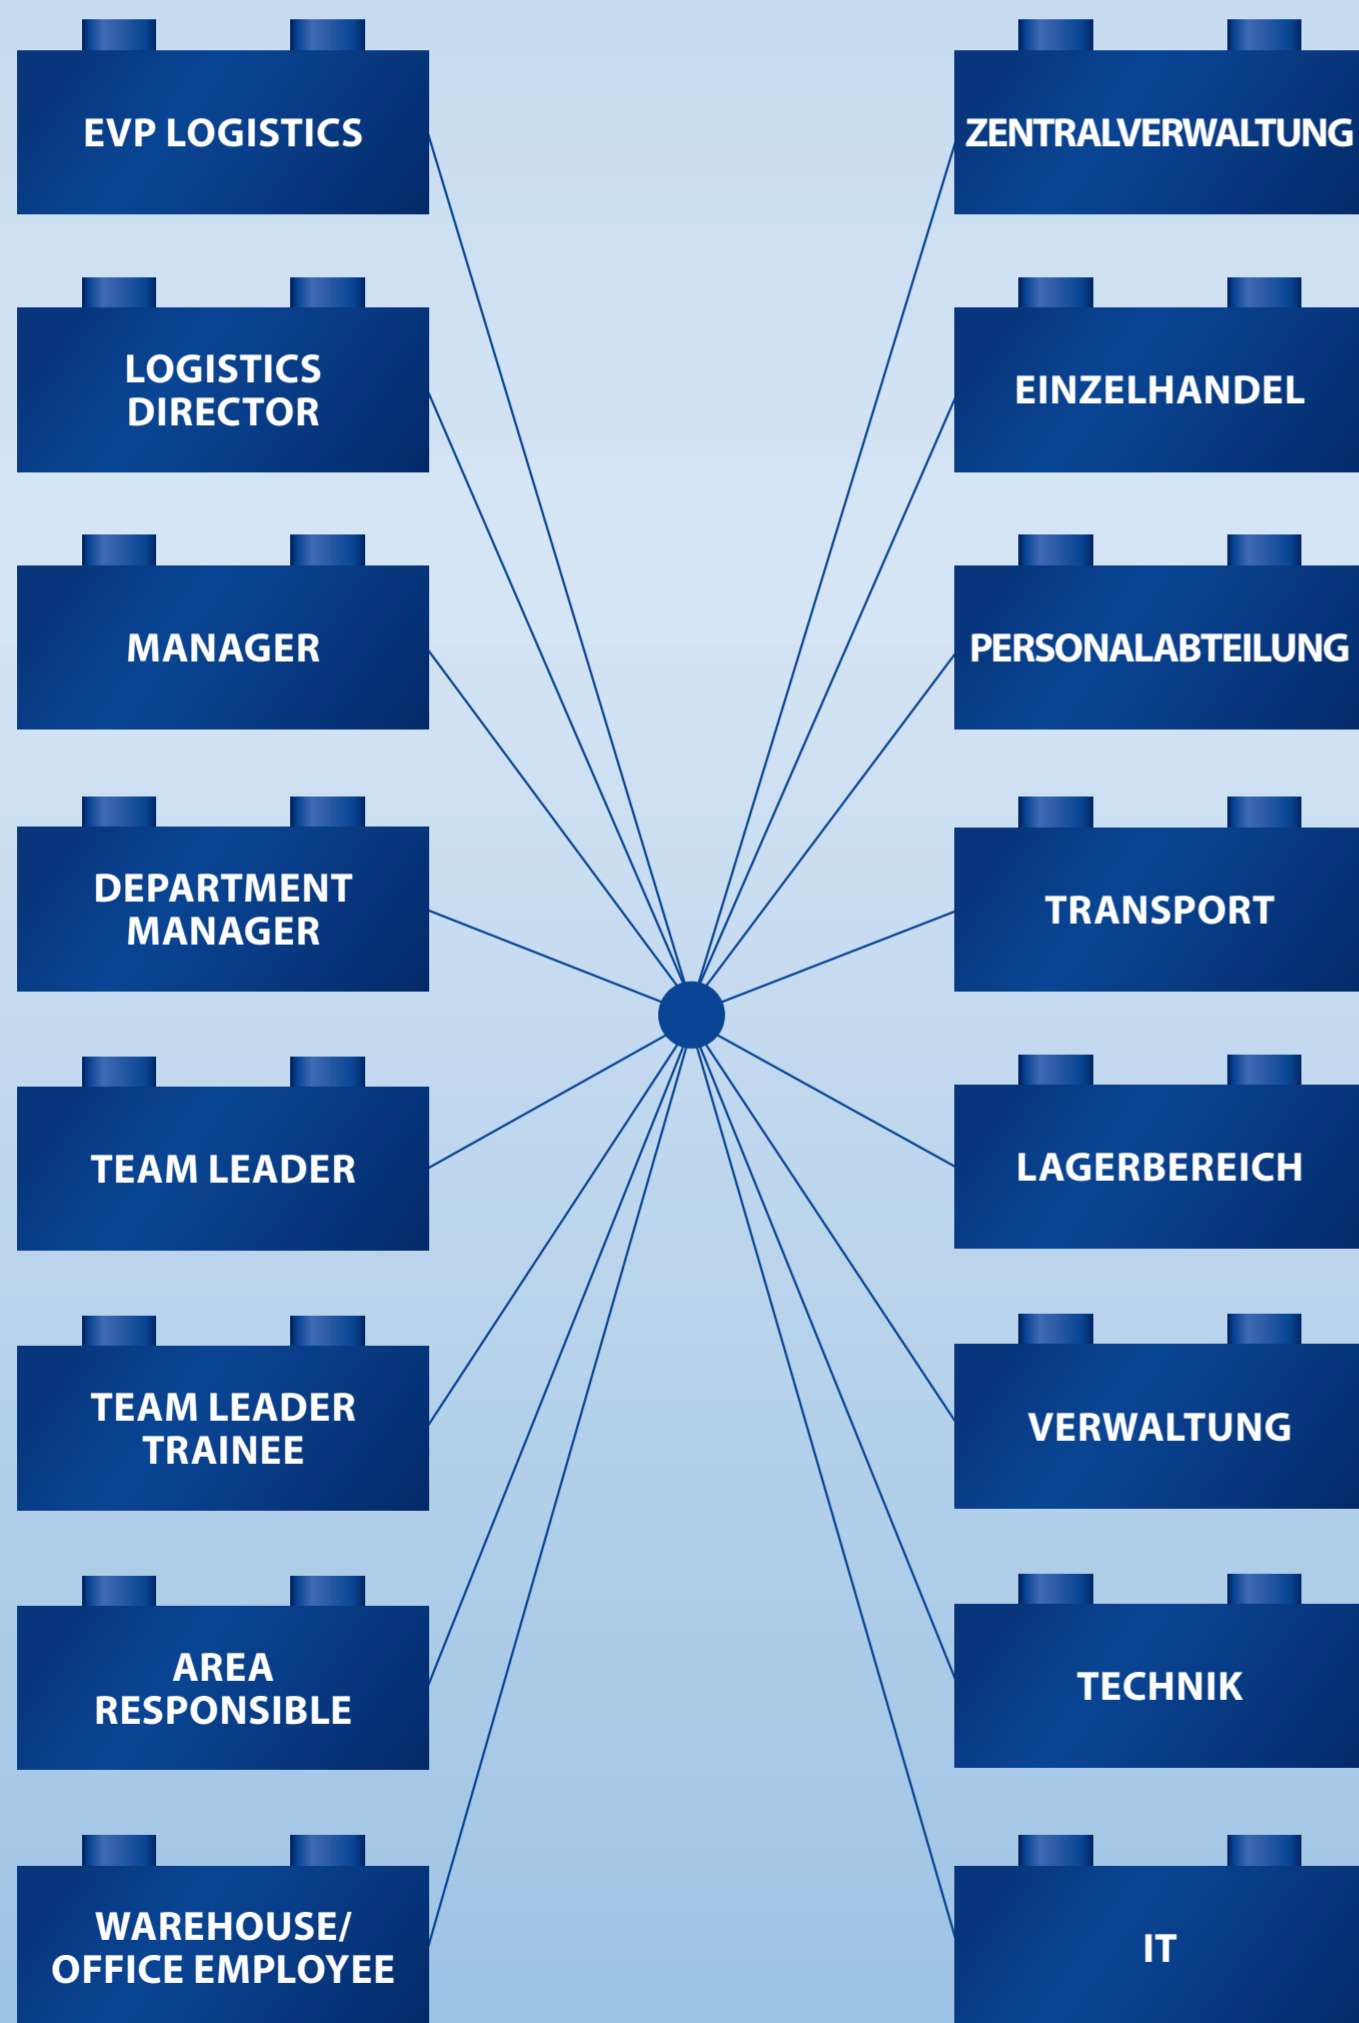 EVP LOGISTICS
LOGISTICS
DIRECTOR
MANAGER
DEPARTMENT
MANAGER
TEAM LEADER
TEAM LEADER
TRAINEE
AREA
RESPONSIBLE
WAREHOUSE/
OFFICE EMPLOYEE
ZENTRALVERWALTUNG
EINZELHANDEL
PERSONALABTEILUNG
TRANSPORT
LAGERBEREICH
VERWALTUNG
TECHNIK
IT